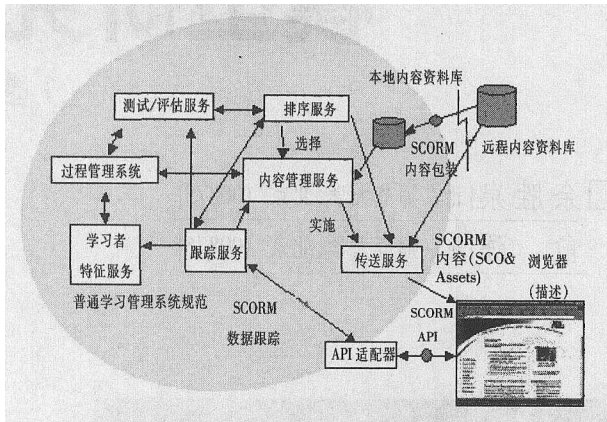 本地内容资料库
测试/评估服务
排序服务
选择
SCORM
内容包装
远程内容资料库
过程管理系统
内容管理服务
实施
学习者
特征服务
跟踪服务
传送服务
SCORM
内容(SCO&
Assets)
浏览器
(描述)
普通学习管理系统规范
SCORM
数据跟踪
SCORM
API
API适配器